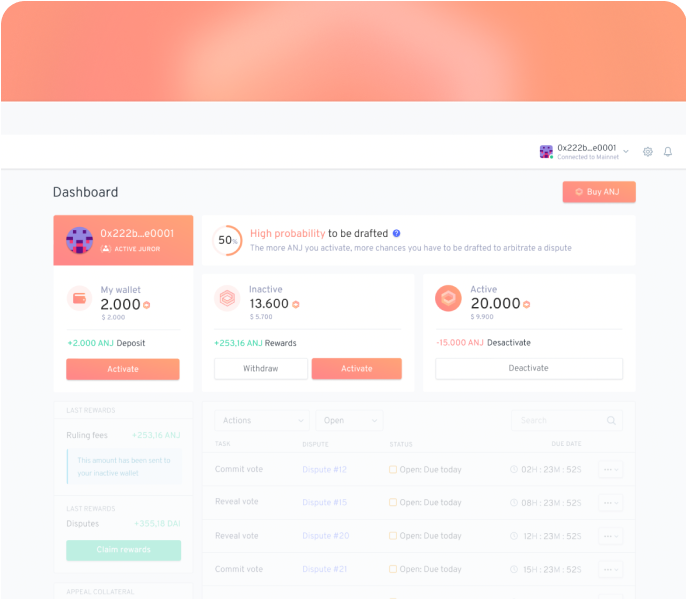 0x222b...e0001
Connected to Mainnet
Dashboard
Buy ANJ
0x222b...e0001
ACTIVE JUROR
50%
High probability to be drafted ?
The more ANJ you activate, more chances you have to be drafted to arbitrate a dispute
My wallet
2.000
$ 2.000
+2.000 ANJ Deposit
Activate
Inactive
13.600
$ 5.700
+253,16 ANJ Rewards
Withdraw
Activate
Active
20.000
$ 9.900
-15.000 ANJ Desactivate
Deactivate
LAST REWARDS
Ruling fees +253,16 ANJ
This amount has been sent to
your inactive wallet
LAST REWARDS
Disputes +355,18 DAI
Claim rewards
APPEAL COLLATERAL
Actions Open Search
TASK DISPUTE STATUS DUE DATE
Commit vote Dispute #12 Open: Due today 02H : 23M : 52S
Reveal vote Dispute #15 Open: Due today 08H : 23M : 52S
Reveal vote Dispute #20 Open: Due today 12H : 23M : 52S
Commit vote Dispute #21 Open: Due today 15H : 23M : 52S